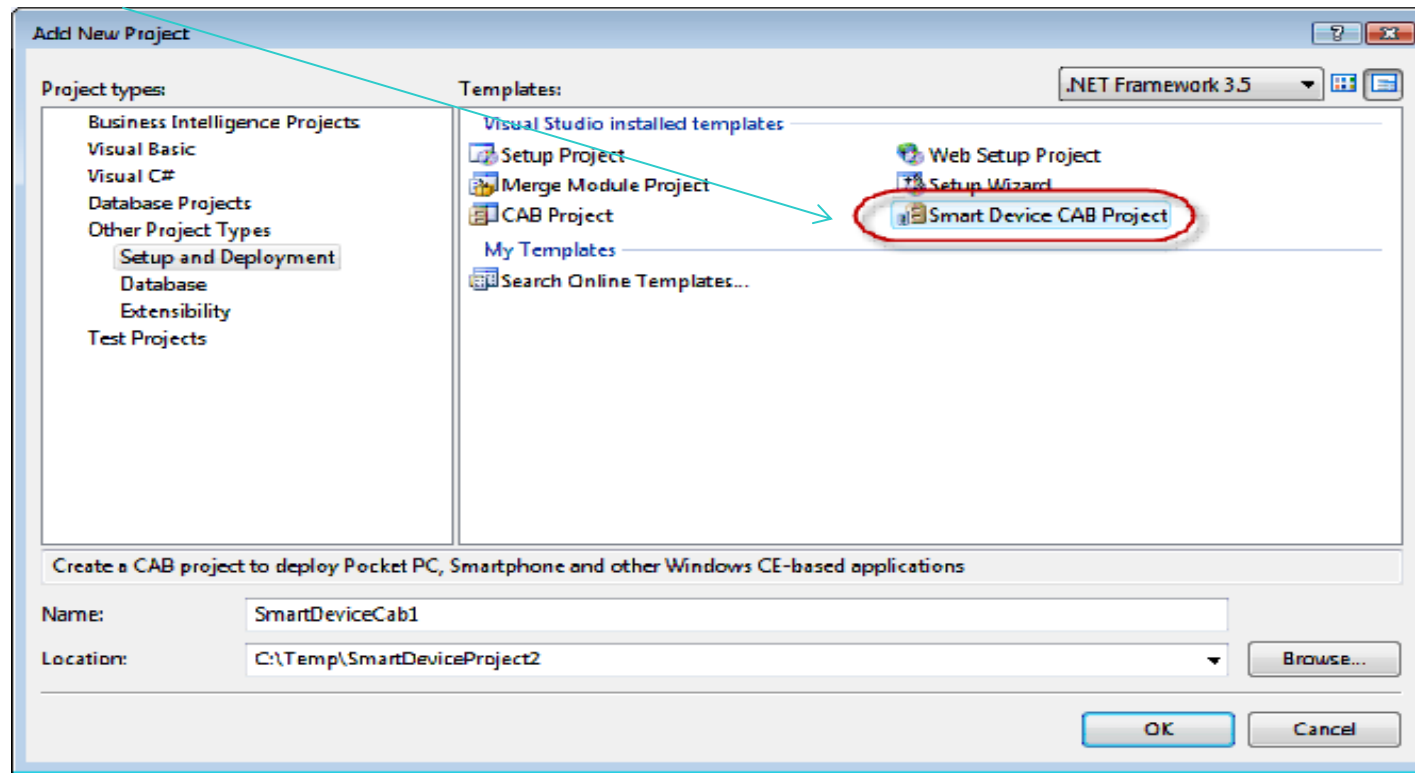 Add New Project
Project types:
Templates:
.NET Framework 3.5
Business Intelligence Projects
Visual Basic
Visual C#
Database Projects
Other Project Types
Setup and Deployment
Database
Extensibility
Test Projects
Visual Studio installed templates
Setup Project
Web Setup Project
Merge Module Project
Setup Wizard
CAB Project
Smart Device CAB Project
My Templates
Search Online Templates...
Create a CAB project to deploy Pocket PC, Smartphone and other Windows CE-based applications
Name:
SmartDeviceCab1
Location:
C:\Temp\SmartDeviceProject2
Browse...
OK
Cancel